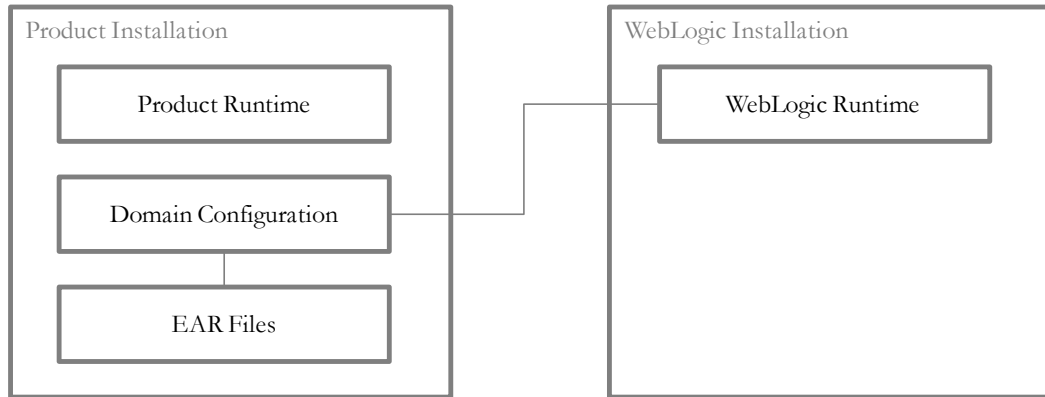 Product Installation
Product Runtime
Domain Configuration
EAR Files
WebLogic Installation
WebLogic Runtime